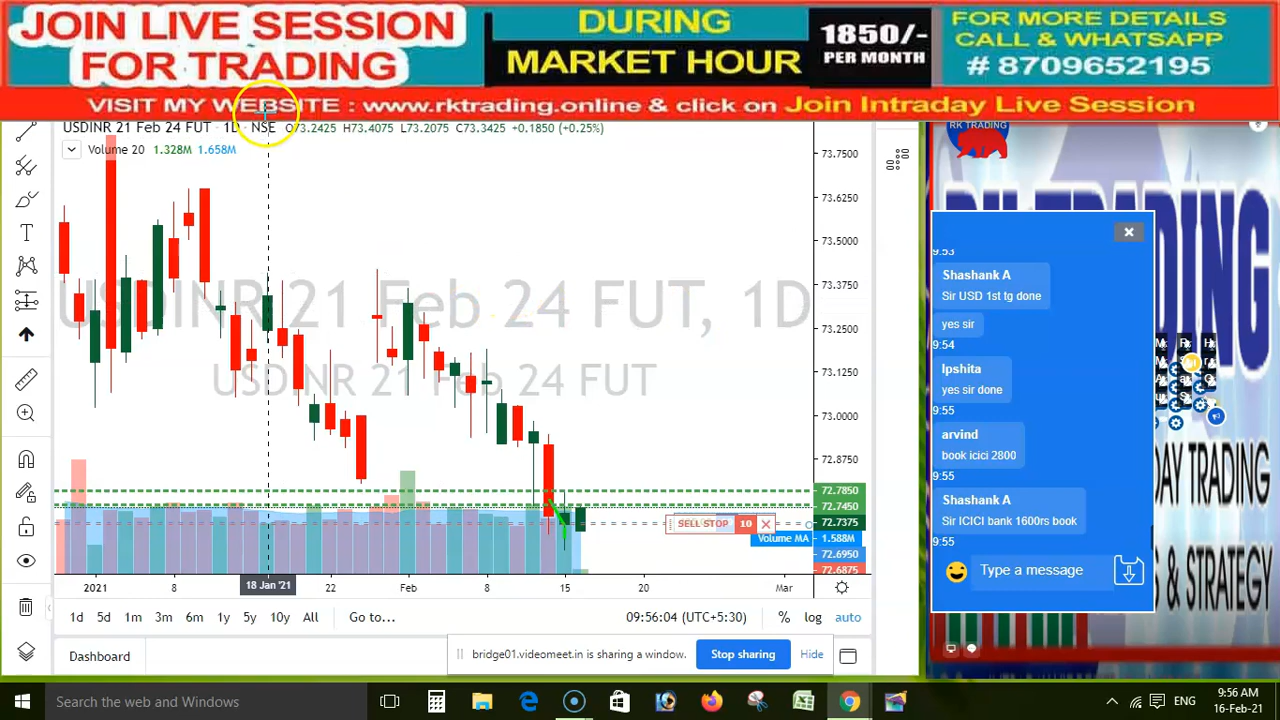 JOIN LIVE SESSION
FOR TRADING
DURING
MARKET HOUR
1850/-
PER MONTH
FOR MORE DETAILS
CALL & WHATSAPP
# 8709652195
VISIT MY WEBSITE : www.rktrading.online & click on Join Intraday Live Session
USDINR 21 Feb 24 FUT · 1D · NSE O73.2425 H73.4075 L73.2075 C73.3425 +0.1850 (+0.25%)
Volume 20 1.328M 1.658M
USDINR 21 Feb 24 FUT, 1D
USDINR 21 Feb 24 FUT
73.7500
73.6250
73.5000
73.3750
73.2500
73.1250
73.0000
72.8750
72.7850
72.7450
72.7375
Volume MA 1.588M
72.6950
72.6875
SELL STOP 10
2021 8 18 Jan '21 22 Feb 8 15 20 Mar
1d 5d 1m 3m 6m 1y 5y 10y All Go to... 09:56:04 (UTC+5:30) % log auto
Dashboard
bridge01.videomeet.in is sharing a window. Stop sharing Hide
RK TRADING
9:53
Shashank A
Sir USD 1st tg done
yes sir
9:54
Ipshita
yes sir done
9:55
arvind
book icici 2800
9:55
Shashank A
Sir ICICI bank 1600rs book
9:55
Type a message
DAY TRADING
& STRATEGY
Search the web and Windows
ENG
9:56 AM
16-Feb-21